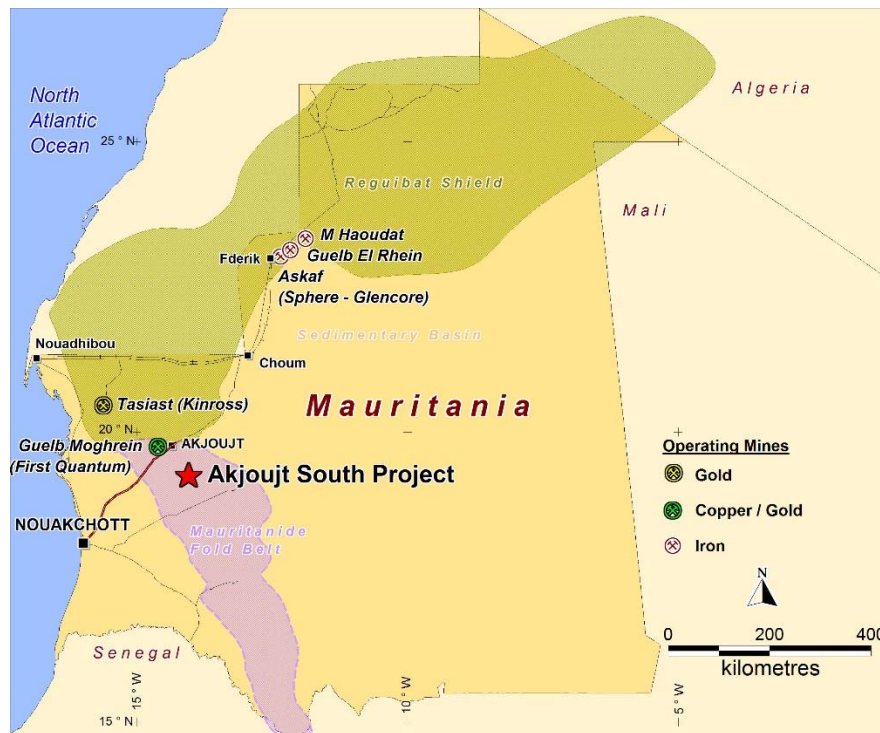 North
Atlantic
Ocean
Algeria
25 ° N
Reguibat Shield
Mali
M Haoudat
Guelb El Rhein
Fderik
Askaf
(Sphere - Glencore)
Sedimentary Basin
Nouadhibou
Choum
Mauritania
Tasiast (Kinross)
20 ° N
Guelb Moghrein
(First Quantum)
AKJOUJT
Akjoujt South Project
Operating Mines
Gold
Copper / Gold
Iron
NOUAKCHOTT
Mauritanide
Fold Belt
N
0 200 400
kilometres
Senegal
15 ° W
10 ° W
5 ° W
15 ° N